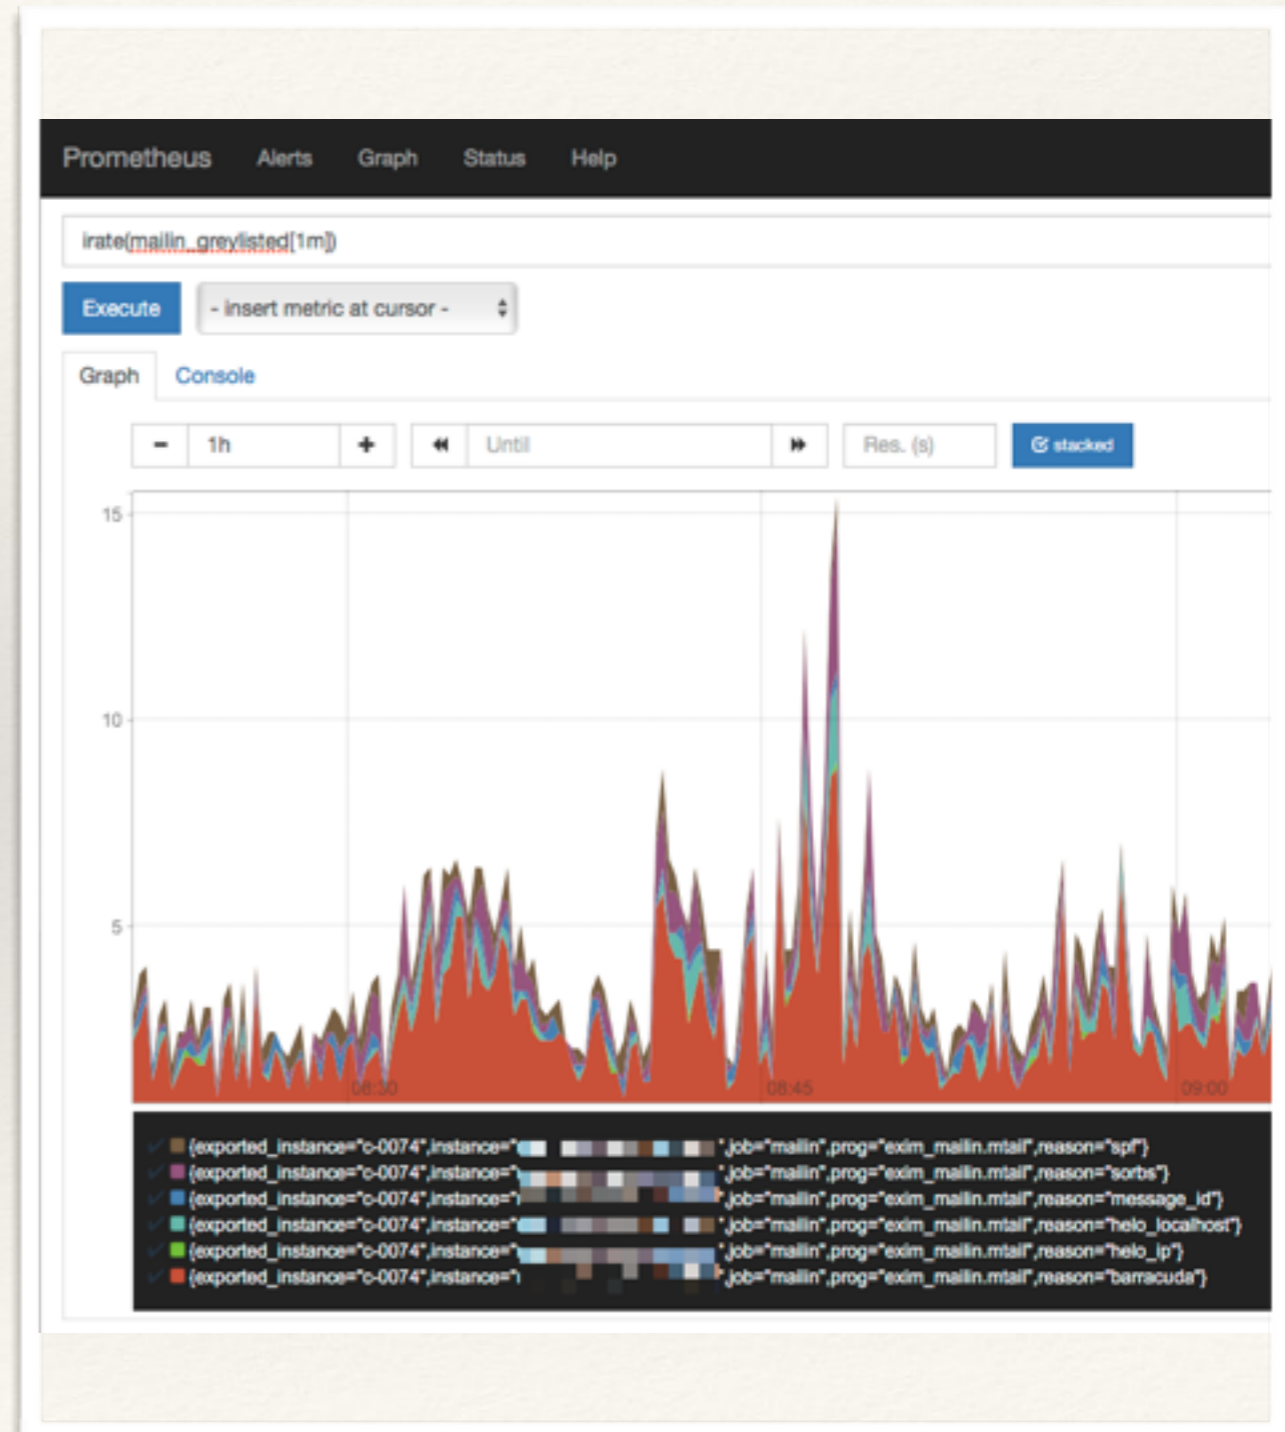 Prometheus Alerts Graph Status Help
irate(mailin_greylisted[1m])
Execute - insert metric at cursor -
Graph Console
1h Until Res. (s) stacked
15
10
5
08:30 08:45 09:00
{exported_instance="c-0074",instance=" ",job="mailin",prog="exim_mailin.mtail",reason="spf"}
{exported_instance="c-0074",instance=" ",job="mailin",prog="exim_mailin.mtail",reason="sorbs"}
{exported_instance="c-0074",instance=" ",job="mailin",prog="exim_mailin.mtail",reason="message_id"}
{exported_instance="c-0074",instance=" ",job="mailin",prog="exim_mailin.mtail",reason="helo_localhost"}
{exported_instance="c-0074",instance=" ",job="mailin",prog="exim_mailin.mtail",reason="helo_ip"}
{exported_instance="c-0074",instance=" ",job="mailin",prog="exim_mailin.mtail",reason="barracuda"}